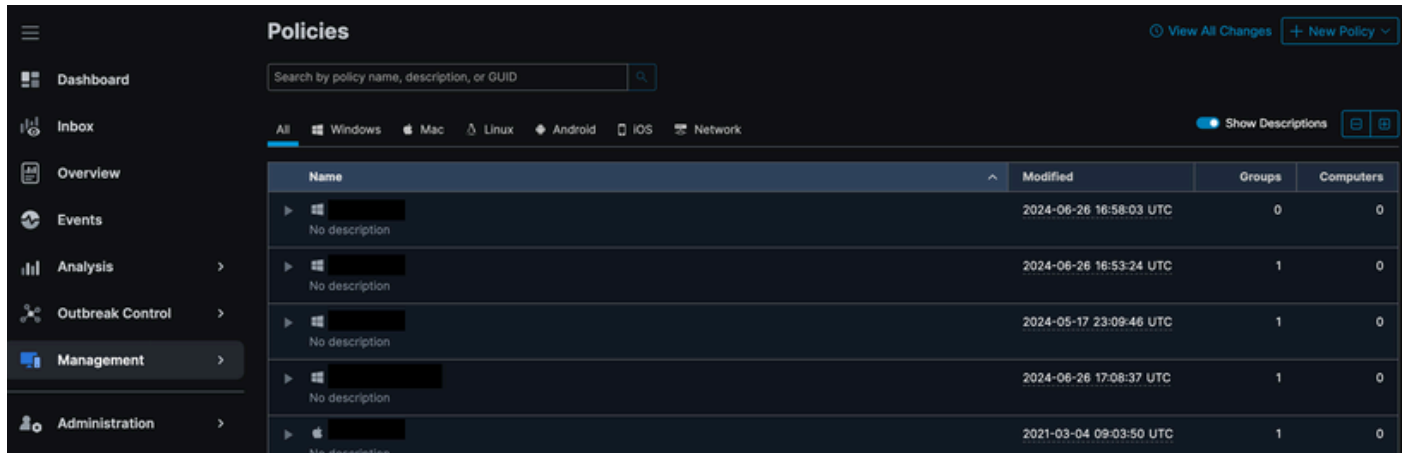 Policies
View All Changes
New Policy
Search by policy name, description, or GUID
Dashboard
Inbox
Overview
Events
Analysis
Outbreak Control
Management
Administration
All Windows Mac Linux Android iOS Network
Show Descriptions
Name Modified Groups Computers
2024-06-26 16:58:03 UTC 0 0
No description
2024-06-26 16:53:24 UTC 1 0
No description
2024-05-17 23:09:46 UTC 1 0
No description
2024-06-26 17:08:37 UTC 1 0
No description
2021-03-04 09:03:50 UTC 1 0
No description